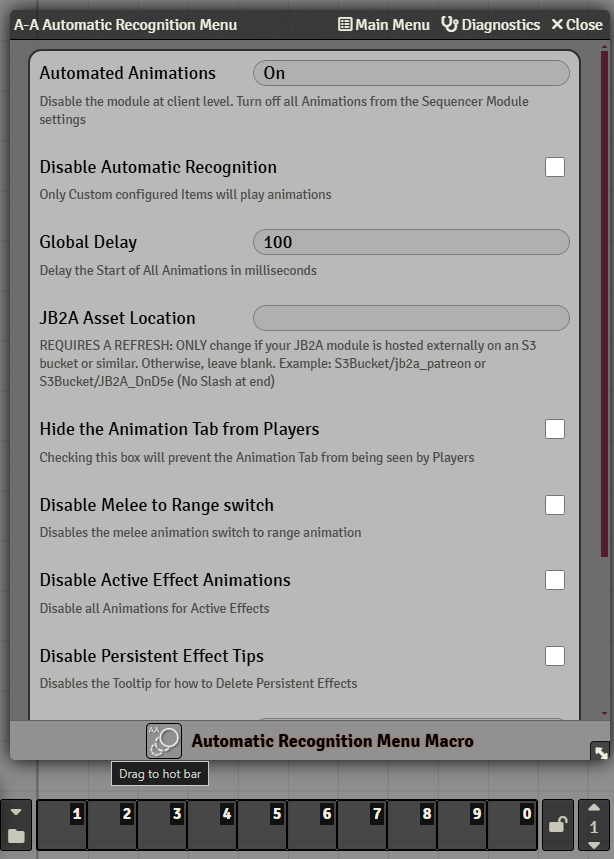 A-A Automatic Recognition Menu Main Menu Diagnostics Close
Automated Animations On
Disable the module at client level. Turn off all Animations from the Sequencer Module
settings
Disable Automatic Recognition
Only Custom configured Items will play animations
Global Delay 100
Delay the Start of All Animations in milliseconds
JB2A Asset Location
REQUIRES A REFRESH: ONLY change if your JB2A module is hosted externally on an S3
bucket or similar. Otherwise, leave blank. Example: S3Bucket/jb2a_patreon or
S3Bucket/JB2A_DnD5e (No Slash at end)
Hide the Animation Tab from Players
Checking this box will prevent the Animation Tab from being seen by Players
Disable Melee to Range switch
Disables the melee animation switch to range animation
Disable Active Effect Animations
Disable all Animations for Active Effects
Disable Persistent Effect Tips
Disables the Tooltip for how to Delete Persistent Effects
AA Automatic Recognition Menu Macro
Drag to hot bar
1 2 3 4 5 6 7 8 9 0 1